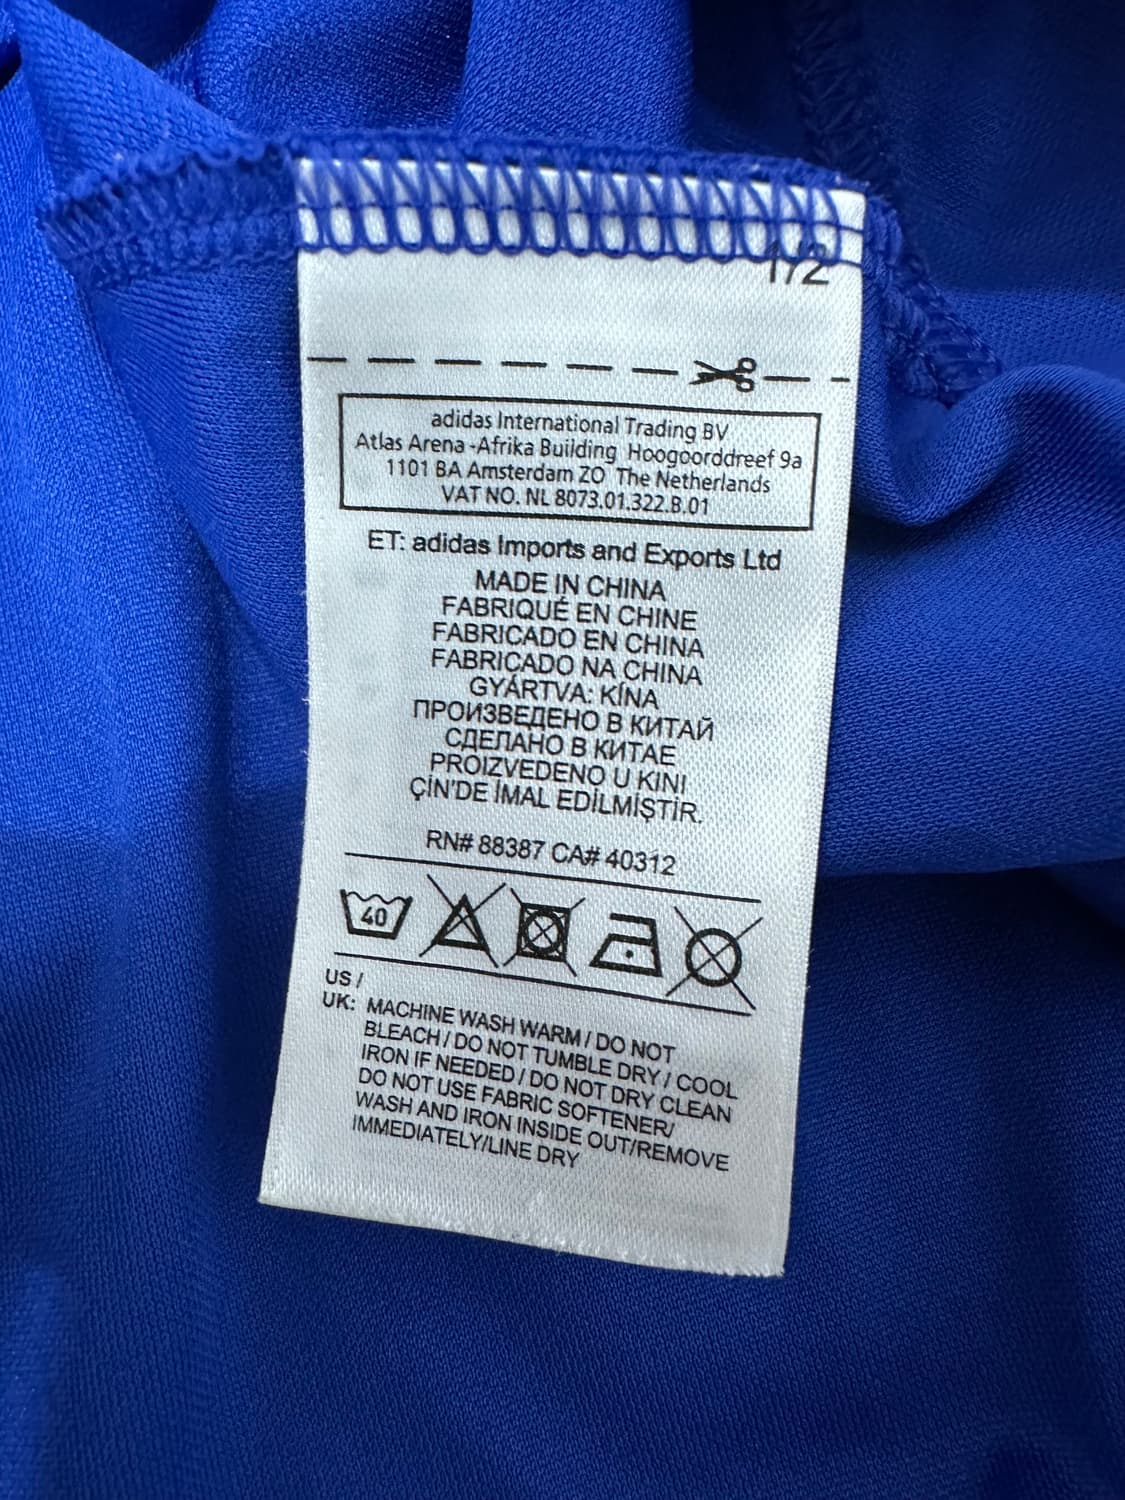 1/2
adidas International Trading BV
Atlas Arena -Afrika Building Hoogoorddreef 9a
1101 BA Amsterdam ZO The Netherlands
VAT NO. NL 8073.01.322.B.01
ET: adidas Imports and Exports Ltd
MADE IN CHINA
FABRIQUÉ EN CHINE
FABRICADO EN CHINA
FABRICADO NA CHINA
GYÁRTVA: KÍNA
ПРОИЗВЕДЕНО В КИТАЙ
СДЕЛАНО В КИТАЕ
PROIZVEDENO U KINI
ÇİN'DE İMAL EDİLMİŞTİR.
RN# 88387 CA# 40312
40
US /
UK: MACHINE WASH WARM / DO NOT
BLEACH / DO NOT TUMBLE DRY / COOL
IRON IF NEEDED / DO NOT DRY CLEAN
DO NOT USE FABRIC SOFTENER/
WASH AND IRON INSIDE OUT/REMOVE
IMMEDIATELY/LINE DRY